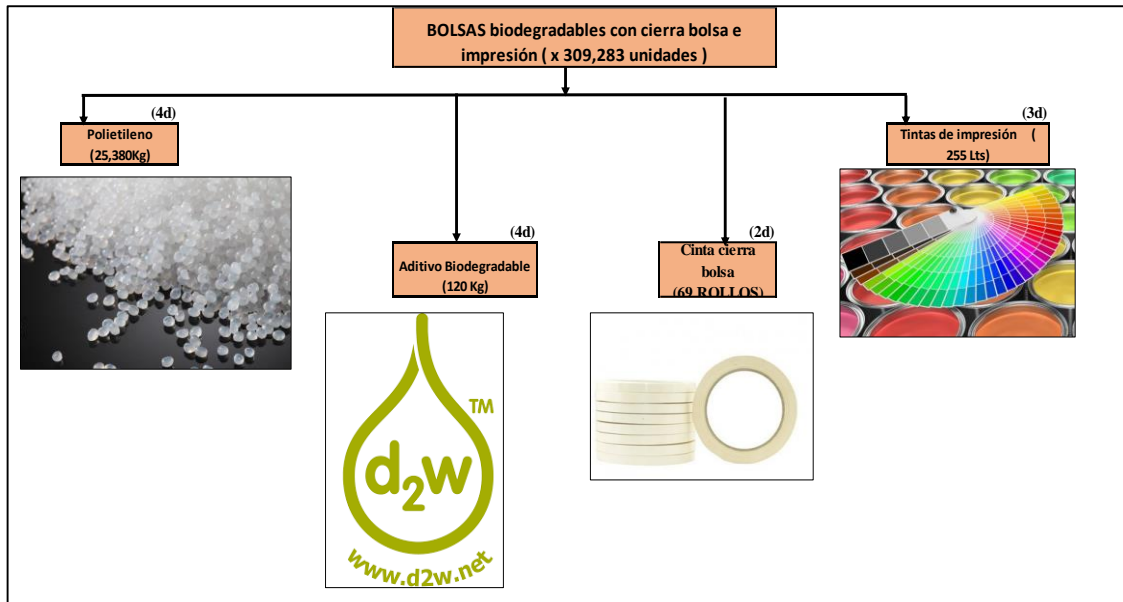 BOLSAS biodegradables con cierra bolsa e
impresión ( x 309,283 unidades )
(4d)
Polietileno
(25,380Kg)
(4d)
Aditivo Biodegradable
(120 Kg)
(2d)
Cinta cierra
bolsa
(69 ROLLOS)
(3d)
Tintas de impresión (
255 Lts)
TM
d2w
www.d2w.net